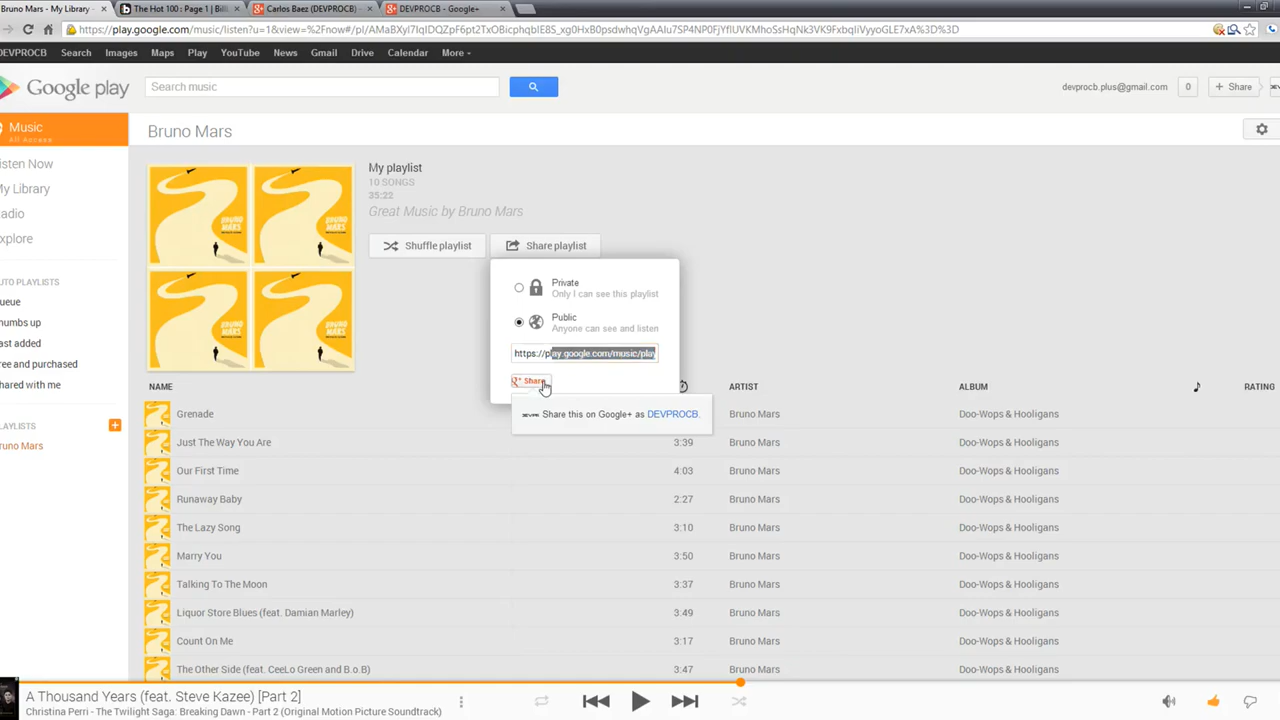 Bruno Mars - My Library -
The Hot 100 : Page 1 | Bill
Carlos Baez (DEVPROCB) -
DEVPROCB - Google+
https://play.google.com/music/listen?u=1&view=%2Fnow#/pl/
DEVPROCB Search Images Maps Play YouTube News Gmail Drive Calendar More
Google play
Search music
devprocb.plus@gmail.com 0 + Share
Music
All Access
Bruno Mars
isten Now
My Library
adio
xplore
UTO PLAYLISTS
ueue
humbs up
ast added
ree and purchased
hared with me
LAYLISTS
runo Mars
My playlist
10 SONGS
35:22
Great Music by Bruno Mars
Shuffle playlist Share playlist
Private
Only I can see this playlist
Public
Anyone can see and listen
https://play.google.com/music/play
g+ Share
Share this on Google+ as DEVPROCB.
NAME ARTIST ALBUM RATING
Grenade Bruno Mars Doo-Wops & Hooligans
Just The Way You Are 3:39 Bruno Mars Doo-Wops & Hooligans
Our First Time 4:03 Bruno Mars Doo-Wops & Hooligans
Runaway Baby 2:27 Bruno Mars Doo-Wops & Hooligans
The Lazy Song 3:10 Bruno Mars Doo-Wops & Hooligans
Marry You 3:50 Bruno Mars Doo-Wops & Hooligans
Talking To The Moon 3:37 Bruno Mars Doo-Wops & Hooligans
Liquor Store Blues (feat. Damian Marley) 3:49 Bruno Mars Doo-Wops & Hooligans
Count On Me 3:17 Bruno Mars Doo-Wops & Hooligans
The Other Side (feat. CeeLo Green and B.o.B) 3:47 Bruno Mars Doo-Wops & Hooligans
A Thousand Years (feat. Steve Kazee) [Part 2]
Christina Perri - The Twilight Saga: Breaking Dawn - Part 2 (Original Motion Picture Soundtrack)